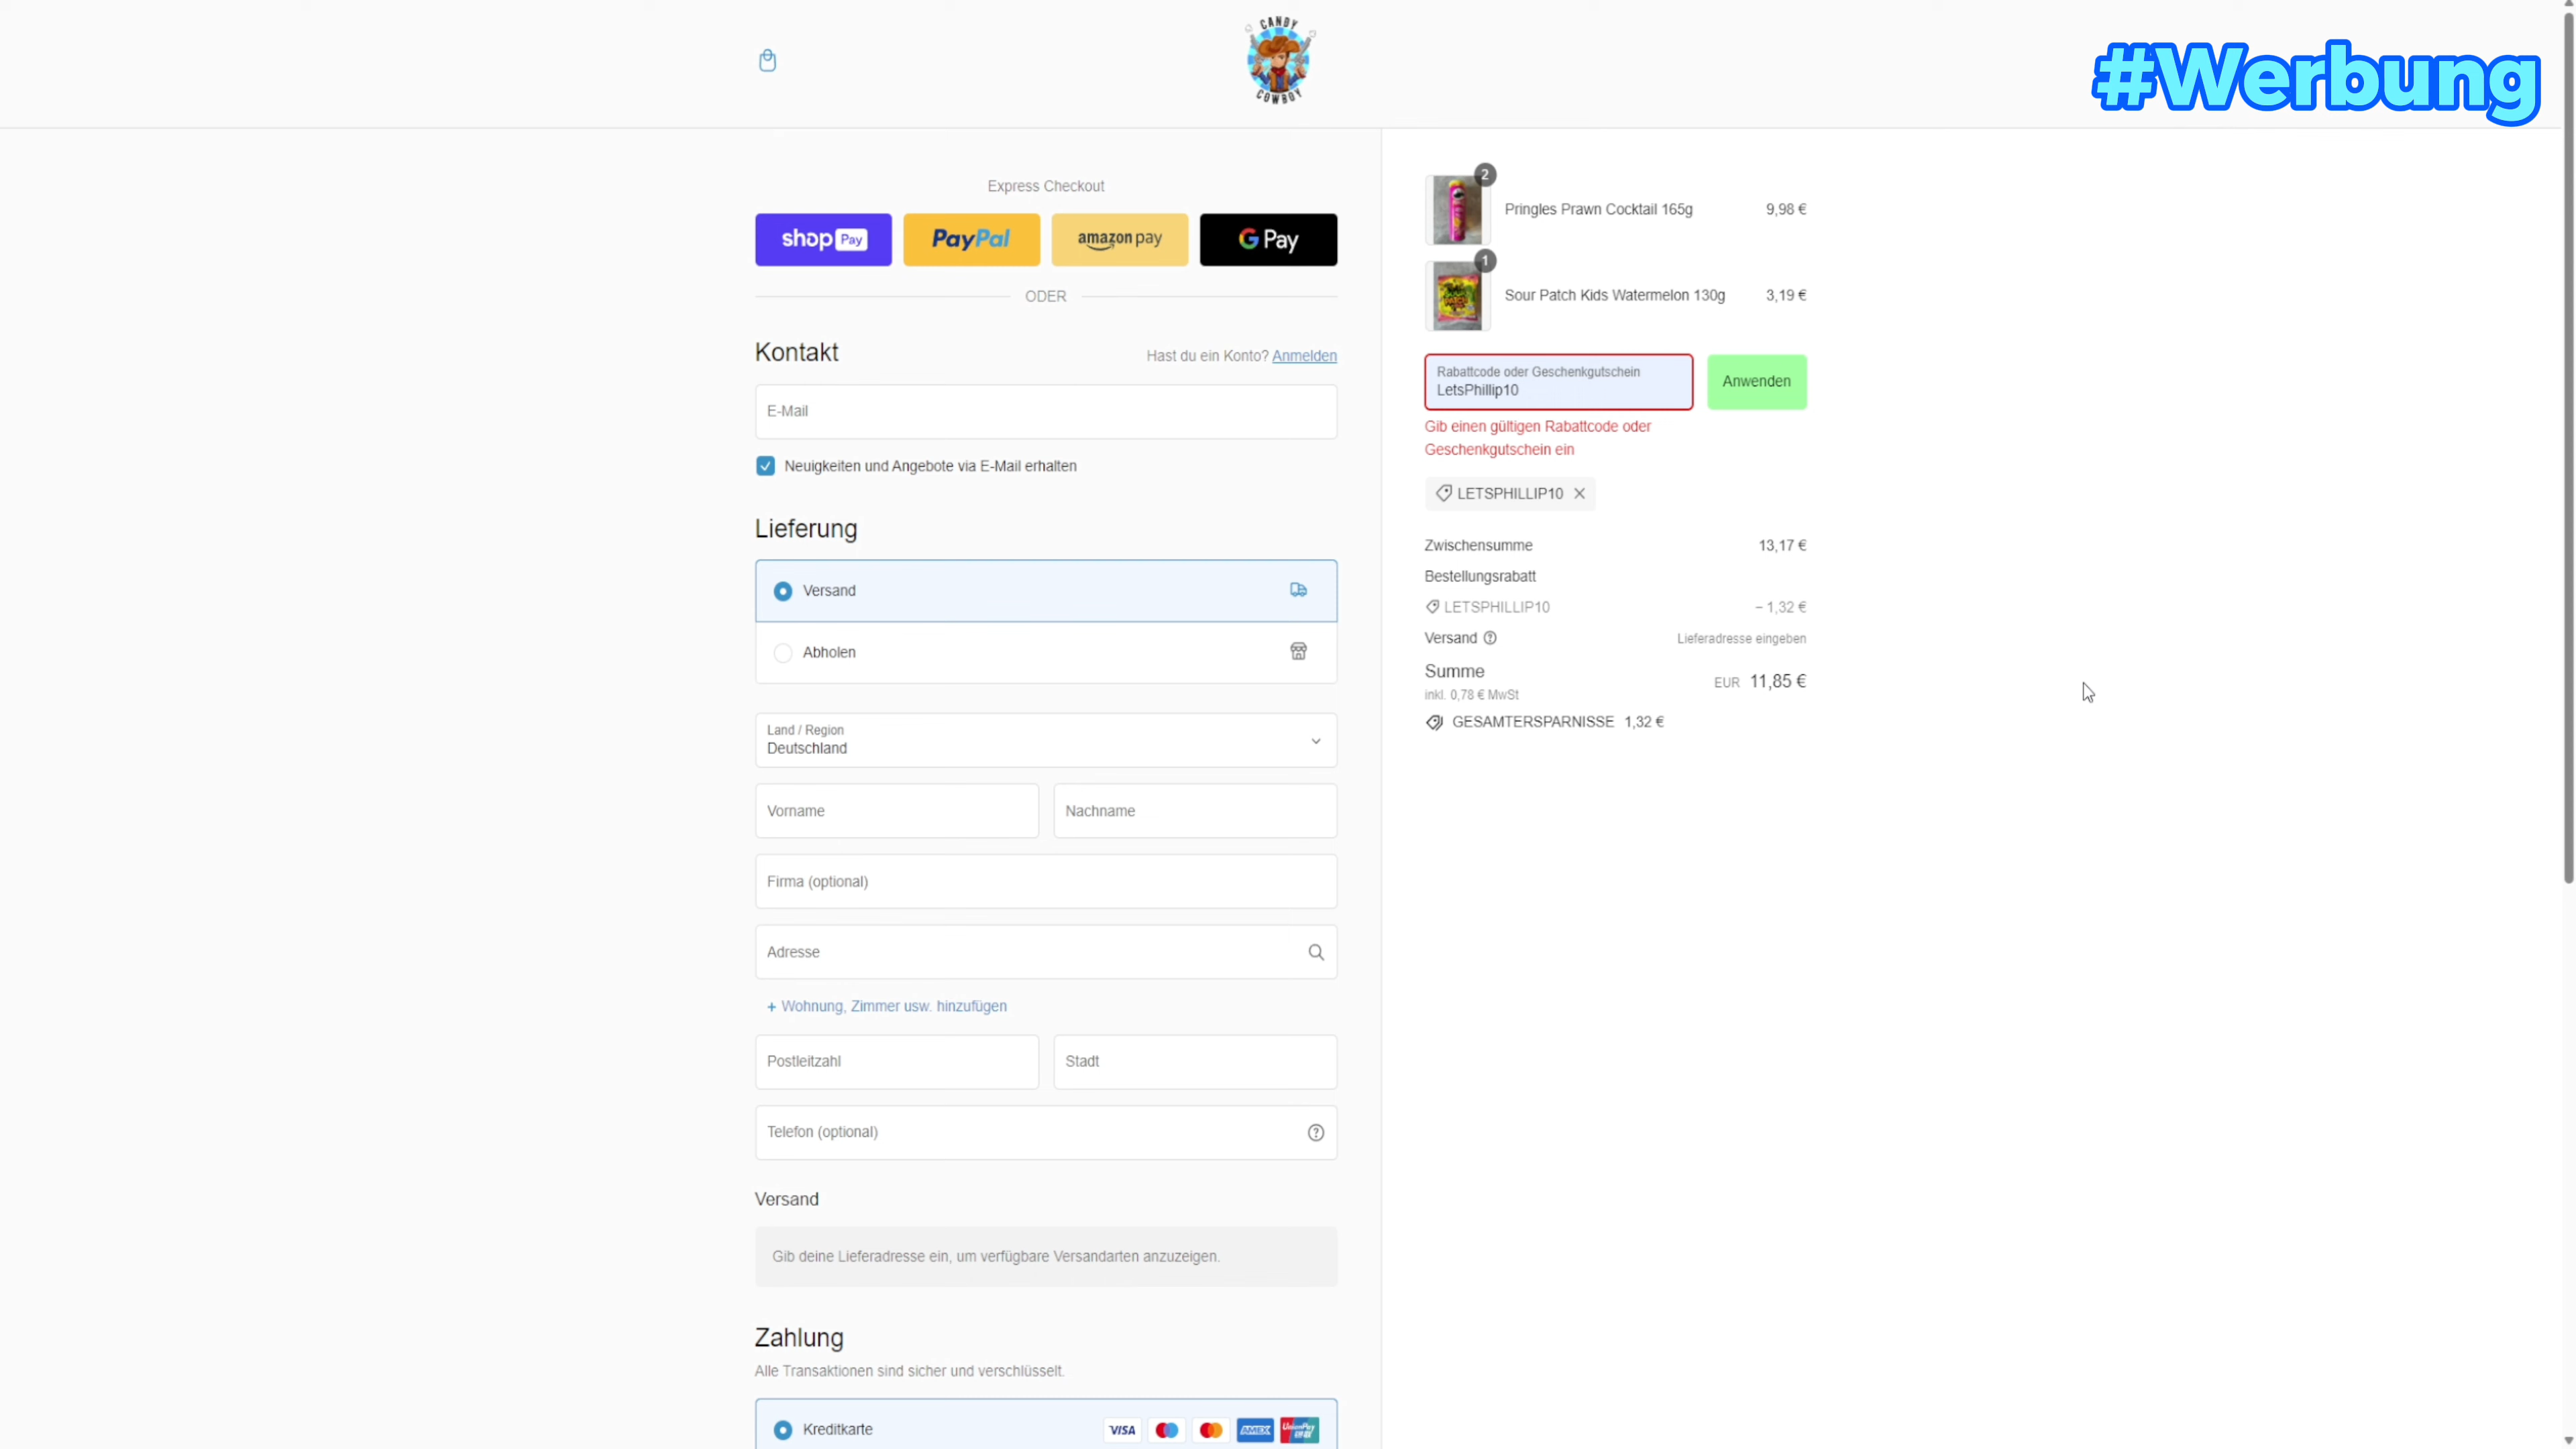 CANDY
COWBOY
#Werbung
Express Checkout
shop Pay
PayPal
amazon pay
G Pay
ODER
Kontakt
Hast du ein Konto? Anmelden
E-Mail
Neuigkeiten und Angebote via E-Mail erhalten
Lieferung
Versand
Abholen
Land / Region
Deutschland
Vorname
Nachname
Firma (optional)
Adresse
+ Wohnung, Zimmer usw. hinzufügen
Postleitzahl
Stadt
Telefon (optional)
Versand
Gib deine Lieferadresse ein, um verfügbare Versandarten anzuzeigen.
Zahlung
Alle Transaktionen sind sicher und verschlüsselt.
Kreditkarte
VISA
AMEX
UnionPay
2
Pringles Prawn Cocktail 165g 9,98 €
1
Sour Patch Kids Watermelon 130g 3,19 €
Rabattcode oder Geschenkgutschein
LetsPhillip10
Anwenden
Gib einen gültigen Rabattcode oder
Geschenkgutschein ein
LETSPHILLIP10
Zwischensumme 13,17 €
Bestellungsrabatt
LETSPHILLIP10 − 1,32 €
Versand Lieferadresse eingeben
Summe
EUR 11,85 €
inkl. 0,78 € MwSt
GESAMTERSPARNISSE 1,32 €